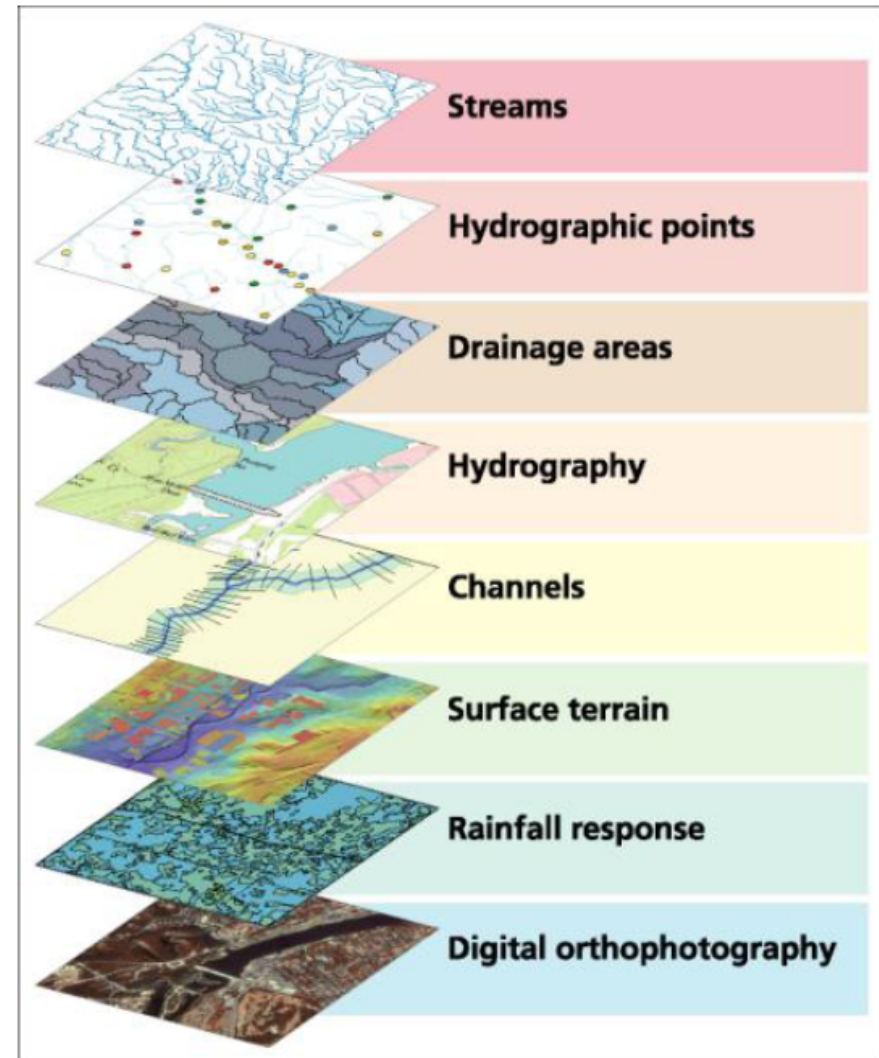 Streams
Hydrographic points
Drainage areas
Hydrography
Channels
Surface terrain
Rainfall response
Digital orthophotography